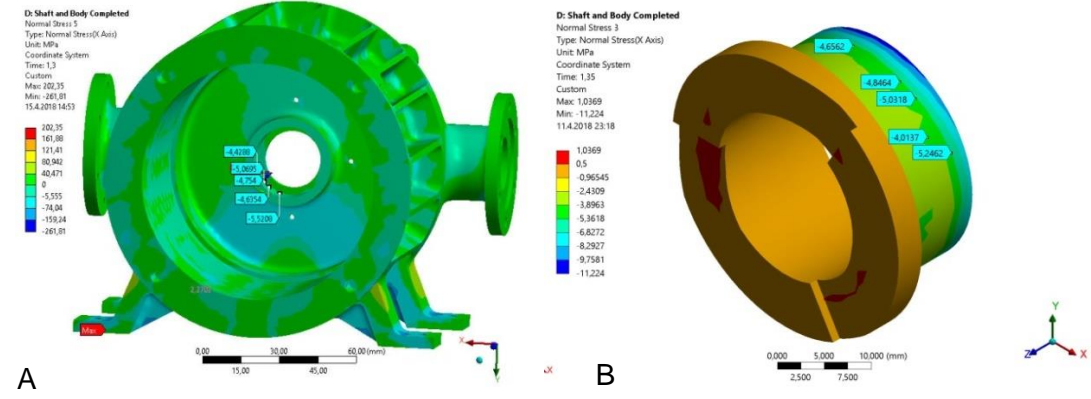 D: Shaft and Body Completed
Normal Stress 5
Type: Normal Stress(X Axis)
Unit: MPa
Coordinate System
Time: 1,3
Custom
Max: 202,35
Min: -261,81
15.4.2018 14:53
202,35
161,88
121,41
80,942
40,471
0
-5,555
-74,04
-159,24
-261,81
-4,4288
-5,0695
-4,754
-4,6354
-5,5208
Max
0,00 30,00 60,00 (mm)
15,00 45,00
X
Y
A
D: Shaft and Body Completed
Normal Stress 3
Type: Normal Stress(X Axis)
Unit: MPa
Coordinate System
Time: 1,35
Custom
Max: 1,0369
Min: -11,224
11.4.2018 23:18
1,0369
0,5
-0,96545
-2,4309
-3,8963
-5,3618
-6,8272
-8,2927
-9,7581
-11,224
-4,6562
-4,8464
-5,0318
-4,0137
-5,2462
0,000 5,000 10,000 (mm)
2,500 7,500
Y
Z
X
X
B